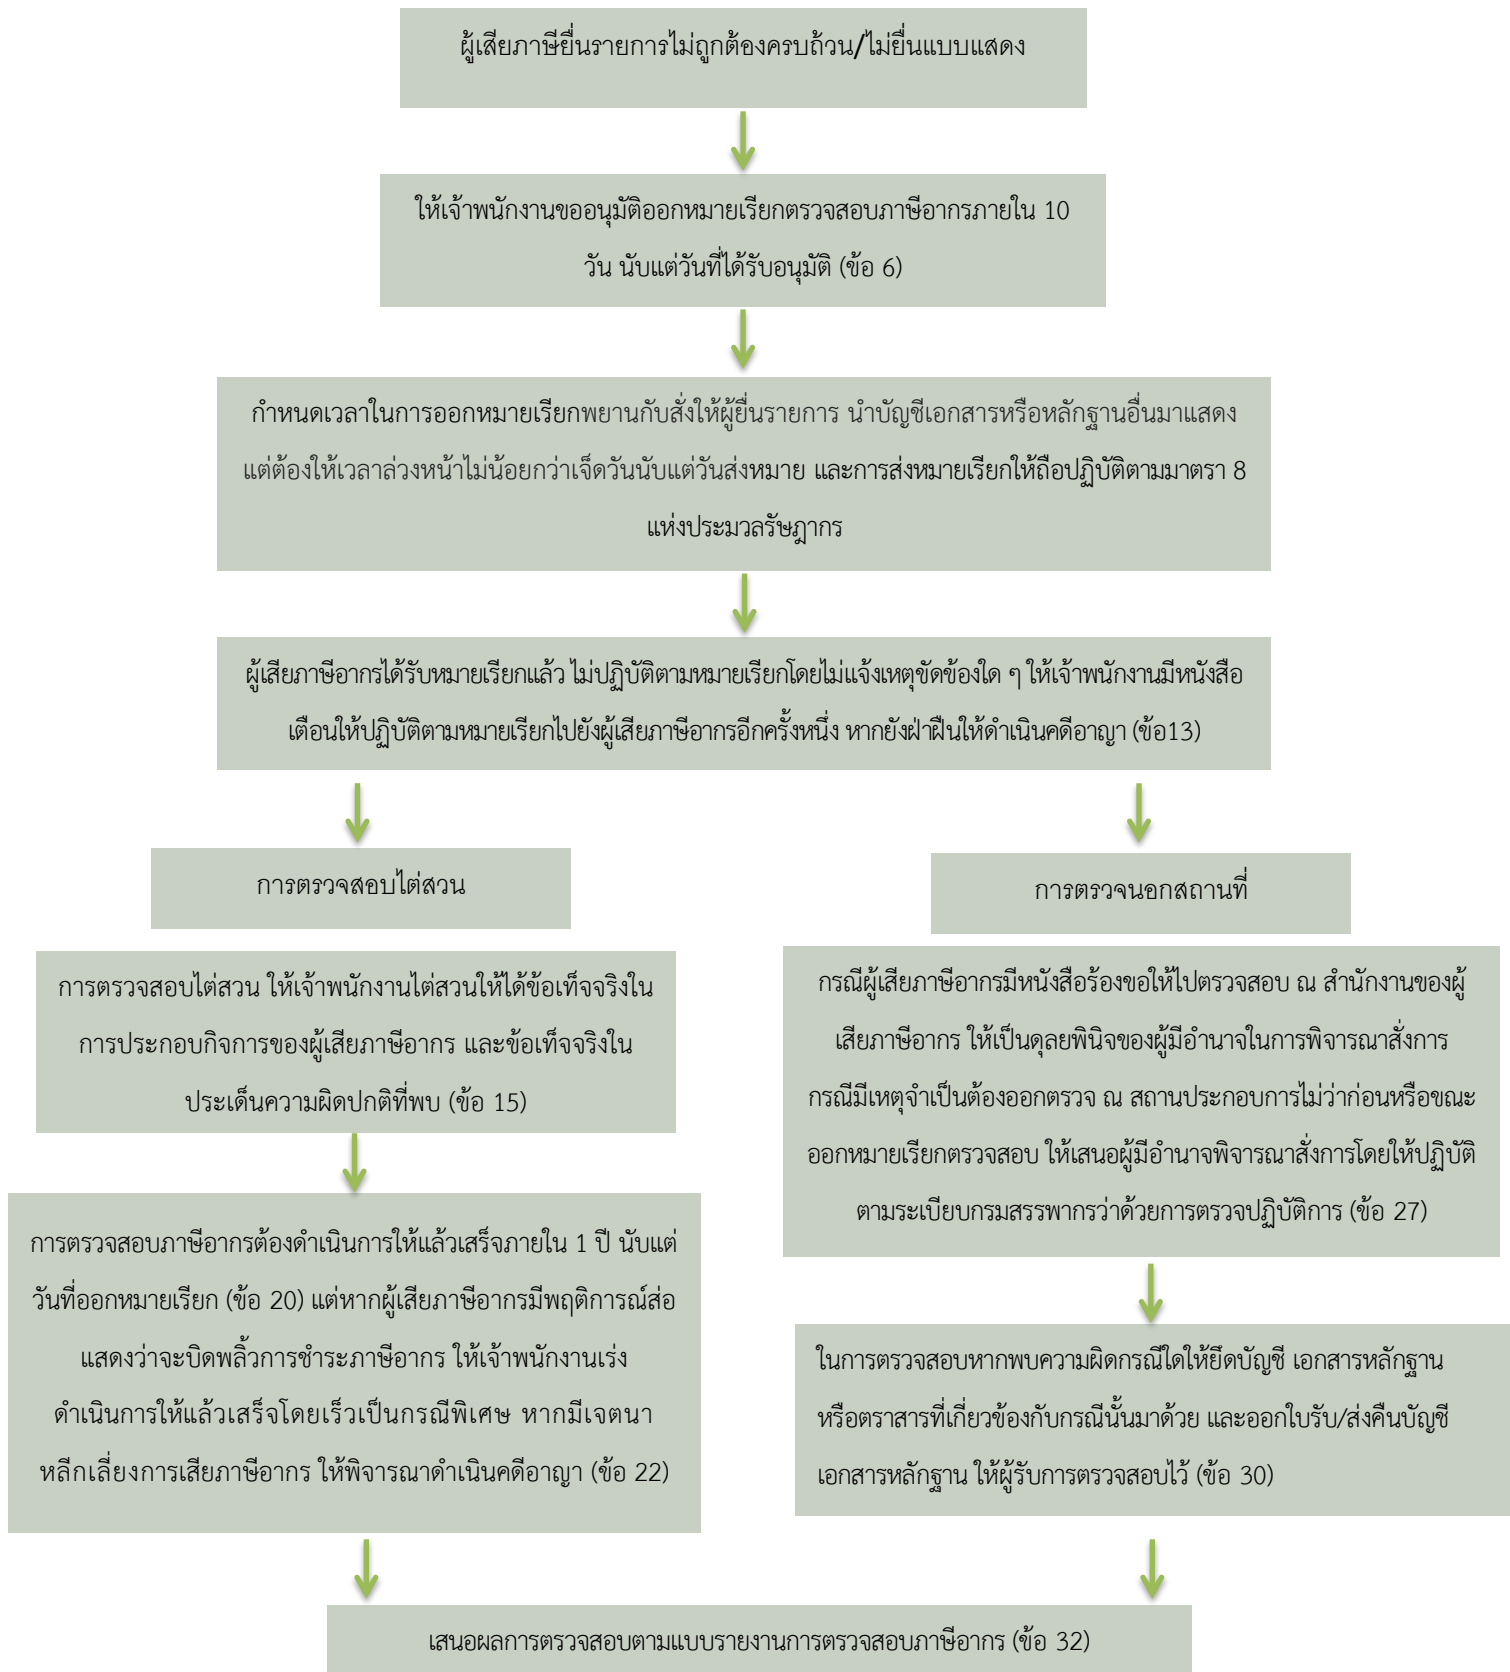 ผู้เสียภาษียื่นรายการไม่ถูกต้องครบถ้วน/ไม่ยื่นแบบแสดง
ให้เจ้าพนักงานขออนุมัติออกหมายเรียกตรวจสอบภาษีอากรภายใน 10
วัน นับแต่วันที่ได้รับอนุมัติ (ข้อ 6)
กำหนดเวลาในการออกหมายเรียกพยานกับสั่งให้ผู้ยื่นรายการ นำบัญชีเอกสารหรือหลักฐานอื่นมาแสดง
แต่ต้องให้เวลาล่วงหน้าไม่น้อยกว่าเจ็ดวันนับแต่วันส่งหมาย และการส่งหมายเรียกให้ถือปฏิบัติตามมาตรา 8
แห่งประมวลรัษฎากร
ผู้เสียภาษีอากรได้รับหมายเรียกแล้ว ไม่ปฏิบัติตามหมายเรียกโดยไม่แจ้งเหตุขัดข้องใด ๆ ให้เจ้าพนักงานมีหนังสือ
เตือนให้ปฏิบัติตามหมายเรียกไปยังผู้เสียภาษีอากรอีกครั้งหนึ่ง หากยังฝ่าฝืนให้ดำเนินคดีอาญา (ข้อ13)
การตรวจสอบไต่สวน
การตรวจสอบไต่สวน ให้เจ้าพนักงานไต่สวนให้ได้ข้อเท็จจริงใน
การประกอบกิจการของผู้เสียภาษีอากร และข้อเท็จจริงใน
ประเด็นความผิดปกติที่พบ (ข้อ 15)
การตรวจสอบภาษีอากรต้องดำเนินการให้แล้วเสร็จภายใน 1 ปี นับแต่
วันที่ออกหมายเรียก (ข้อ 20) แต่หากผู้เสียภาษีอากรมีพฤติการณ์ส่อ
แสดงว่าจะบิดพลิ้วการชำระภาษีอากร ให้เจ้าพนักงานเร่ง
ดำเนินการให้แล้วเสร็จโดยเร็วเป็นกรณีพิเศษ หากมีเจตนา
หลีกเลี่ยงการเสียภาษีอากร ให้พิจารณาดำเนินคดีอาญา (ข้อ 22)
การตรวจนอกสถานที่
กรณีผู้เสียภาษีอากรมีหนังสือร้องขอให้ไปตรวจสอบ ณ สำนักงานของผู้
เสียภาษีอากร ให้เป็นดุลยพินิจของผู้มีอำนาจในการพิจารณาสั่งการ
กรณีมีเหตุจำเป็นต้องออกตรวจ ณ สถานประกอบการไม่ว่าก่อนหรือขณะ
ออกหมายเรียกตรวจสอบ ให้เสนอผู้มีอำนาจพิจารณาสั่งการโดยให้ปฏิบัติ
ตามระเบียบกรมสรรพากรว่าด้วยการตรวจปฏิบัติการ (ข้อ 27)
ในการตรวจสอบหากพบความผิดกรณีใดให้ยึดบัญชี เอกสารหลักฐาน
หรือตราสารที่เกี่ยวข้องกับกรณีนั้นมาด้วย และออกใบรับ/ส่งคืนบัญชี
เอกสารหลักฐาน ให้ผู้รับการตรวจสอบไว้ (ข้อ 30)
เสนอผลการตรวจสอบตามแบบรายงานการตรวจสอบภาษีอากร (ข้อ 32)